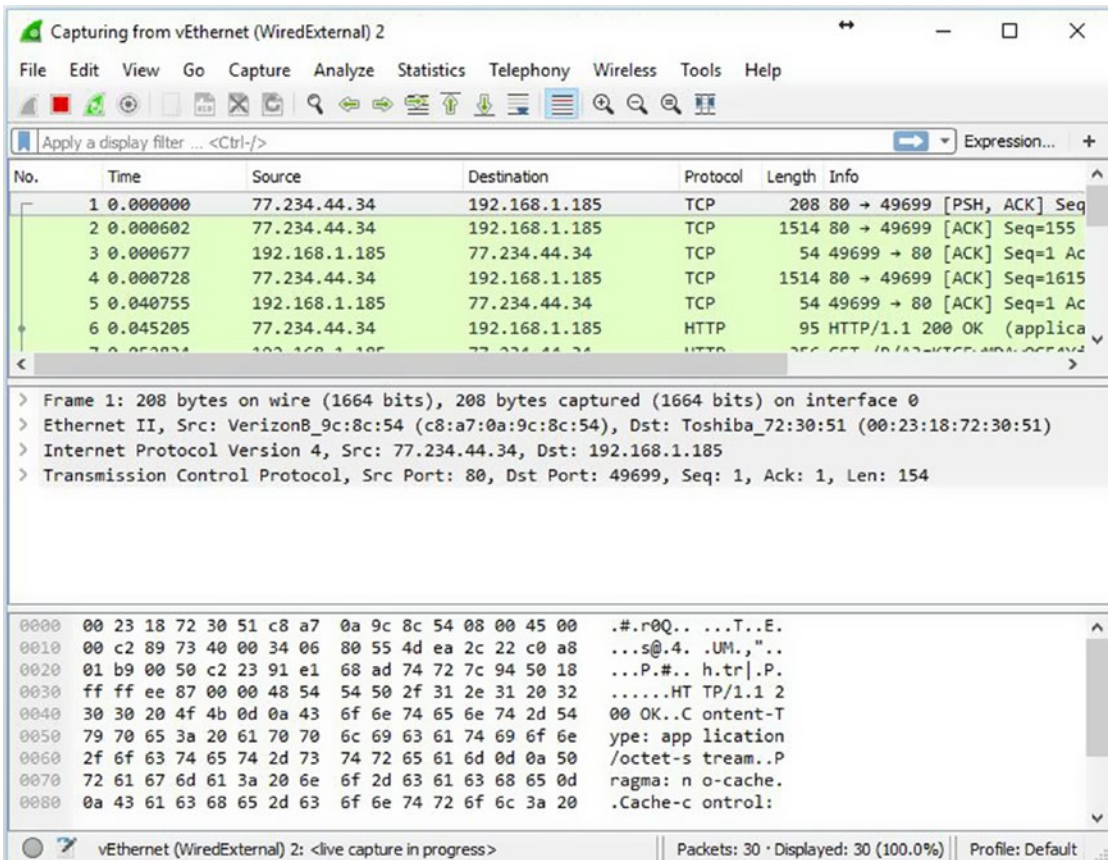 Capturing from vEthernet (WiredExternal) 2
File Edit View Go Capture Analyze Statistics Telephony Wireless Tools Help
Apply a display filter ... <Ctrl-/> Expression... +
No. Time Source Destination Protocol Length Info
1 0.000000 77.234.44.34 192.168.1.185 TCP 208 80 → 49699 [PSH, ACK] Seq
2 0.000602 77.234.44.34 192.168.1.185 TCP 1514 80 → 49699 [ACK] Seq=155
3 0.000677 192.168.1.185 77.234.44.34 TCP 54 49699 → 80 [ACK] Seq=1 Ac
4 0.000728 77.234.44.34 192.168.1.185 TCP 1514 80 → 49699 [ACK] Seq=1615
5 0.040755 192.168.1.185 77.234.44.34 TCP 54 49699 → 80 [ACK] Seq=1 Ac
6 0.045205 77.234.44.34 192.168.1.185 HTTP 95 HTTP/1.1 200 OK (applica
> Frame 1: 208 bytes on wire (1664 bits), 208 bytes captured (1664 bits) on interface 0
> Ethernet II, Src: VerizonB_9c:8c:54 (c8:a7:0a:9c:8c:54), Dst: Toshiba_72:30:51 (00:23:18:72:30:51)
> Internet Protocol Version 4, Src: 77.234.44.34, Dst: 192.168.1.185
> Transmission Control Protocol, Src Port: 80, Dst Port: 49699, Seq: 1, Ack: 1, Len: 154
0000 00 23 18 72 30 51 c8 a7 0a 9c 8c 54 08 00 45 00 .#.r0Q.. ...T..E.
0010 00 c2 89 73 40 00 34 06 80 55 4d ea 2c 22 c0 a8 ...s@.4. .UM.,"..
0020 01 b9 00 50 c2 23 91 e1 68 ad 74 72 7c 94 50 18 ...P.#.. h.tr|.P.
0030 ff ff ee 87 00 00 48 54 54 50 2f 31 2e 31 20 32 ......HT TP/1.1 2
0040 30 30 20 4f 4b 0d 0a 43 6f 6e 74 65 6e 74 2d 54 00 OK..C ontent-T
0050 79 70 65 3a 20 61 70 70 6c 69 63 61 74 69 6f 6e ype: app lication
0060 2f 6f 63 74 65 74 2d 73 74 72 65 61 6d 0d 0a 50 /octet-s tream..P
0070 72 61 67 6d 61 3a 20 6e 6f 2d 63 61 63 68 65 0d ragma: n o-cache.
0080 0a 43 61 63 68 65 2d 63 6f 6e 74 72 6f 6c 3a 20 .Cache-c ontrol:
vEthernet (WiredExternal) 2: <live capture in progress> Packets: 30 · Displayed: 30 (100.0%) Profile: Default